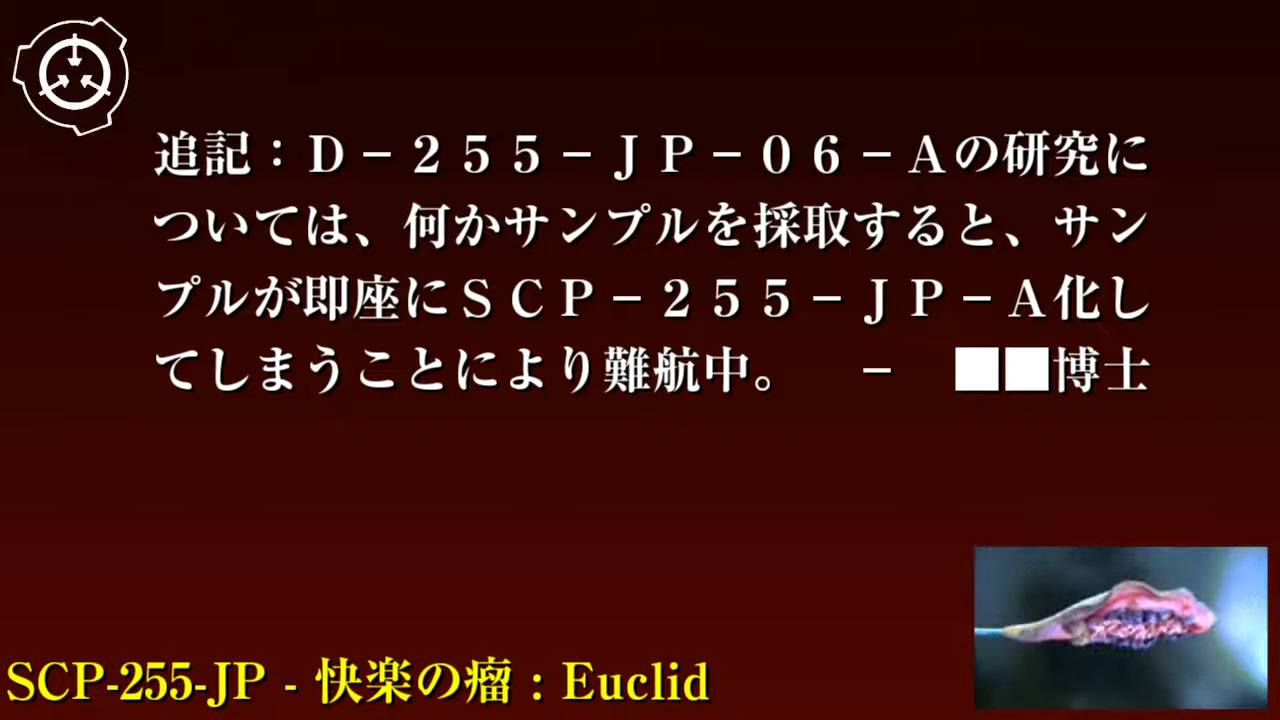 追記：Ｄ－２５５－ＪＰ－０６－Ａの研究に
ついては、何かサンプルを採取すると、サン
プルが即座にＳＣＰ－２５５－ＪＰ－Ａ化し
てしまうことにより難航中。　－　■■博士
SCP-255-JP - 快楽の瘤 : Euclid